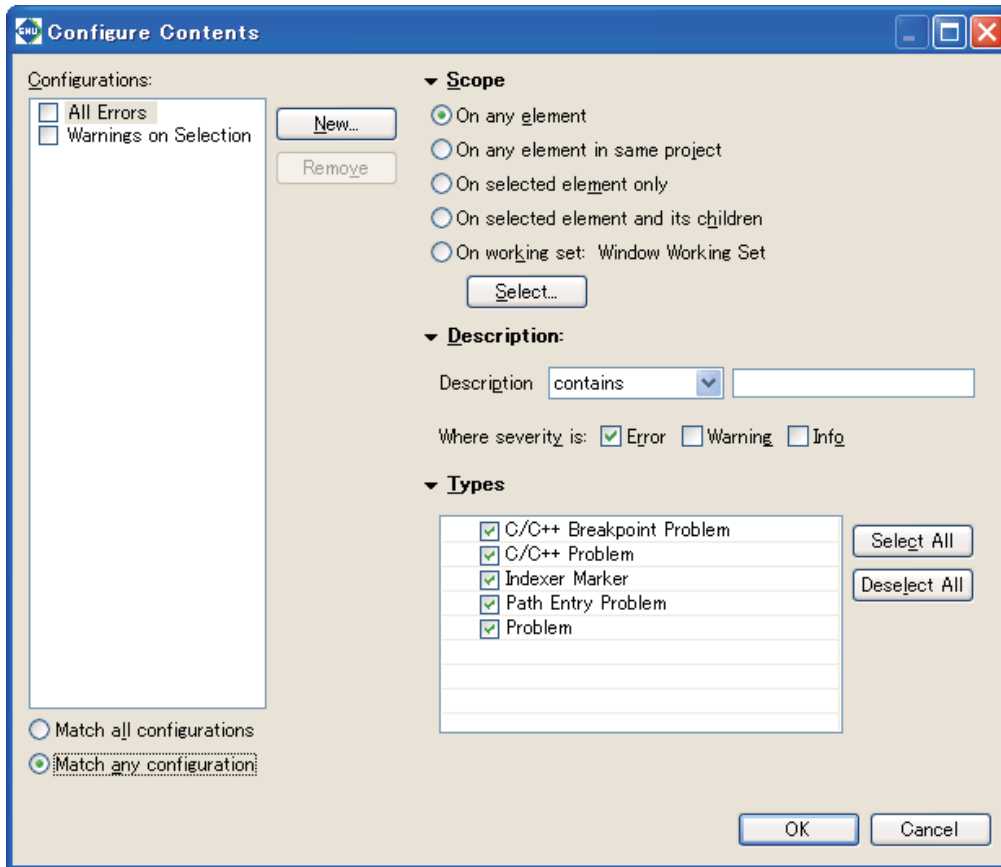 GNU Configure Contents
Configurations:
All Errors
Warnings on Selection
New...
Remove
Match all configurations
Match any configuration
Scope
On any element
On any element in same project
On selected element only
On selected element and its children
On working set: Window Working Set
Select...
Description:
Description contains
Where severity is: Error Warning Info
Types
C/C++ Breakpoint Problem
C/C++ Problem
Indexer Marker
Path Entry Problem
Problem
Select All
Deselect All
OK Cancel